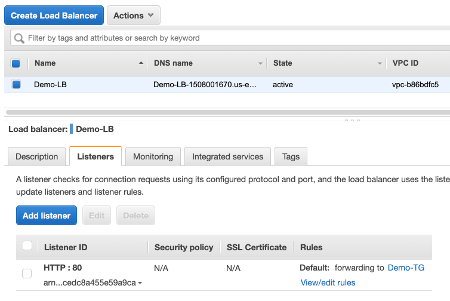 Create Load Balancer Actions
Filter by tags and attributes or search by keyword
Name DNS name State VPC ID
Demo-LB Demo-LB-1508001670.us-e... active vpc-b86bdfc5
Load balancer: Demo-LB
Description Listeners Monitoring Integrated services Tags
A listener checks for connection requests using its configured protocol and port, and the load balancer uses the liste
update listeners and listener rules.
Add listener Edit Delete
Listener ID Security policy SSL Certificate Rules
HTTP : 80 N/A N/A Default: forwarding to Demo-TG
arn...cedc8a455e59a9ca View/edit rules